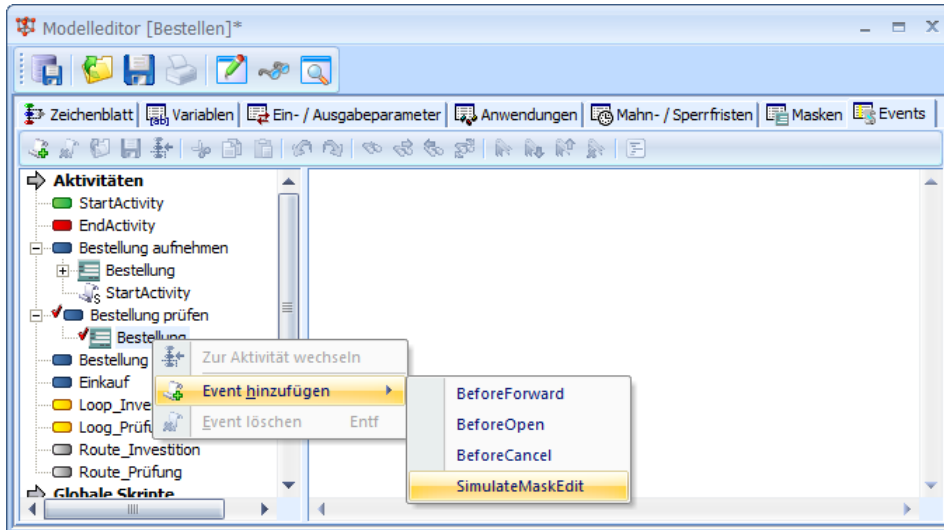 Modelleditor [Bestellen]*
Zeichenblatt Variablen Ein- / Ausgabeparameter Anwendungen Mahn- / Sperrfristen Masken Events
Aktivitäten
StartActivity
EndActivity
Bestellung aufnehmen
Bestellung
StartActivity
Bestellung prüfen
Bestellung
Bestellung
Zur Aktivität wechseln
Einkauf
Event hinzufügen
BeforeForward
Loop_Inve
Loog_Prüf
Event löschen Entf
BeforeOpen
Route_Investition
BeforeCancel
Route_Prüfung
SimulateMaskEdit
Globale Skripte